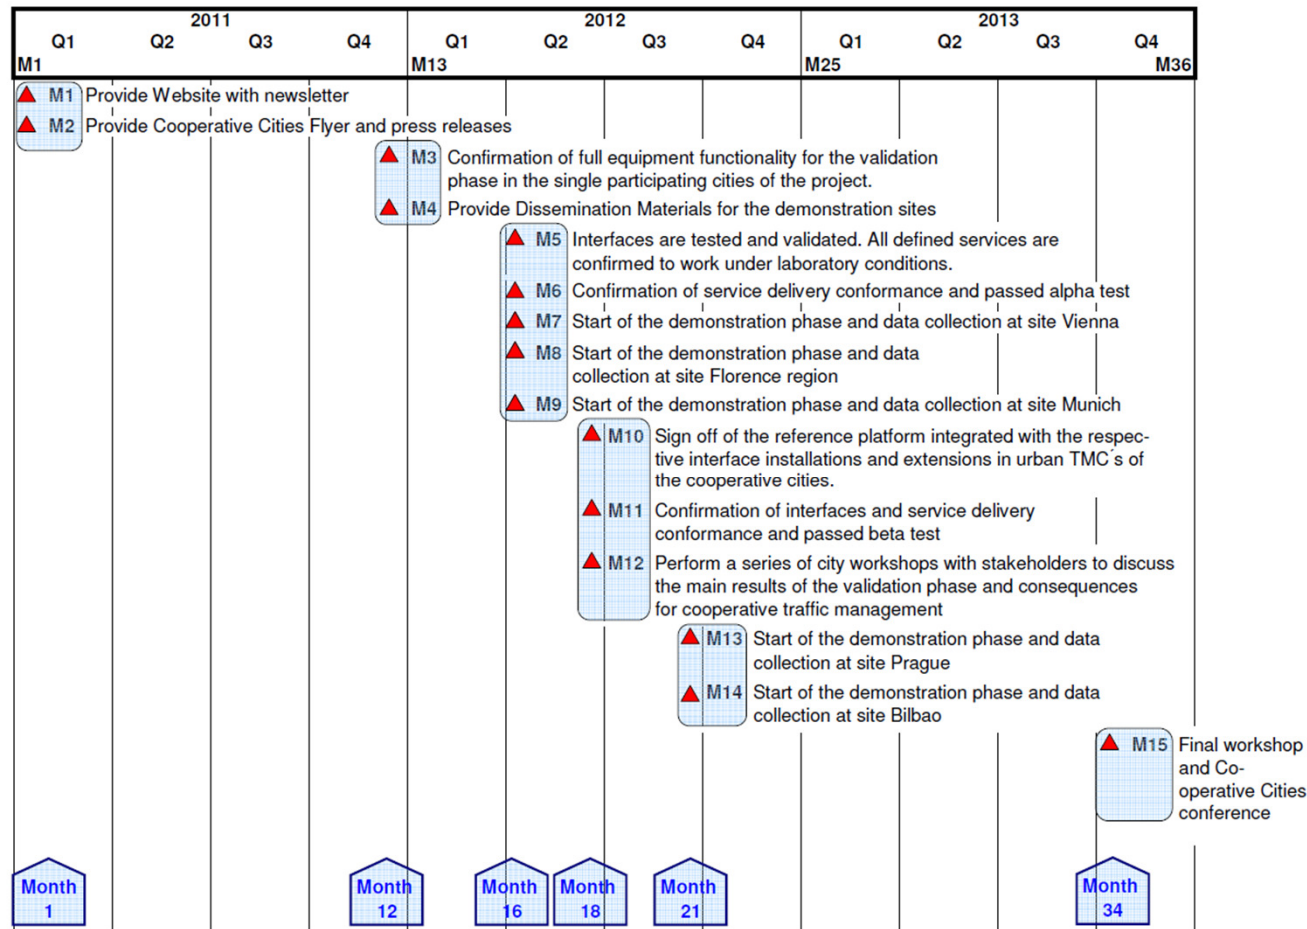 2011 2012 2013
Q1 Q2 Q3 Q4 Q1 Q2 Q3 Q4 Q1 Q2 Q3 Q4
M1 M13 M25 M36
M1 Provide Website with newsletter
M2 Provide Cooperative Cities Flyer and press releases
M3 Confirmation of full equipment functionality for the validation
phase in the single participating cities of the project.
M4 Provide Dissemination Materials for the demonstration sites
M5 Interfaces are tested and validated. All defined services are
confirmed to work under laboratory conditions.
M6 Confirmation of service delivery conformance and passed alpha test
M7 Start of the demonstration phase and data collection at site Vienna
M8 Start of the demonstration phase and data
collection at site Florence region
M9 Start of the demonstration phase and data collection at site Munich
M10 Sign off of the reference platform integrated with the respec-
tive interface installations and extensions in urban TMC´s of
the cooperative cities.
M11 Confirmation of interfaces and service delivery
conformance and passed beta test
M12 Perform a series of city workshops with stakeholders to discuss
the main results of the validation phase and consequences
for cooperative traffic management
M13 Start of the demonstration phase and data
collection at site Prague
M14 Start of the demonstration phase and data
collection at site Bilbao
M15 Final workshop
and Co-
operative Cities
conference
Month Month Month Month Month Month
1 12 16 18 21 34